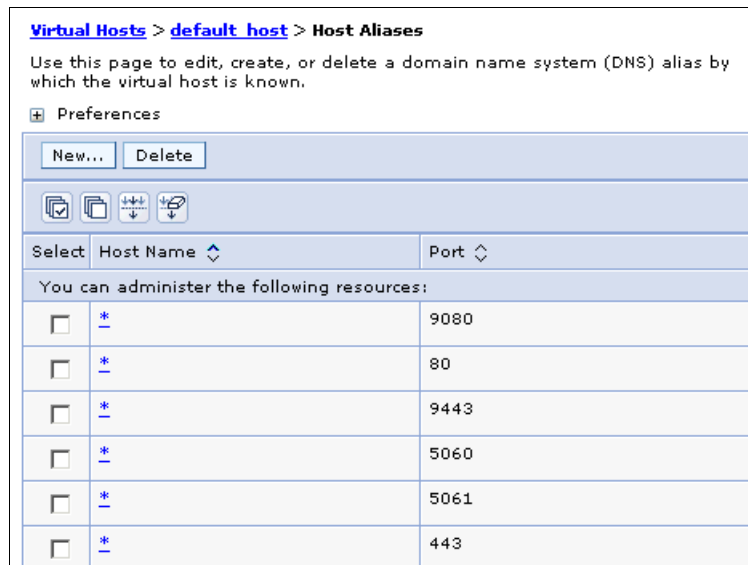 Virtual Hosts > default_host > Host Aliases
Use this page to edit, create, or delete a domain name system (DNS) alias by
which the virtual host is known.
Preferences
New... Delete
Select Host Name Port
You can administer the following resources:
* 9080
* 80
* 9443
* 5060
* 5061
* 443